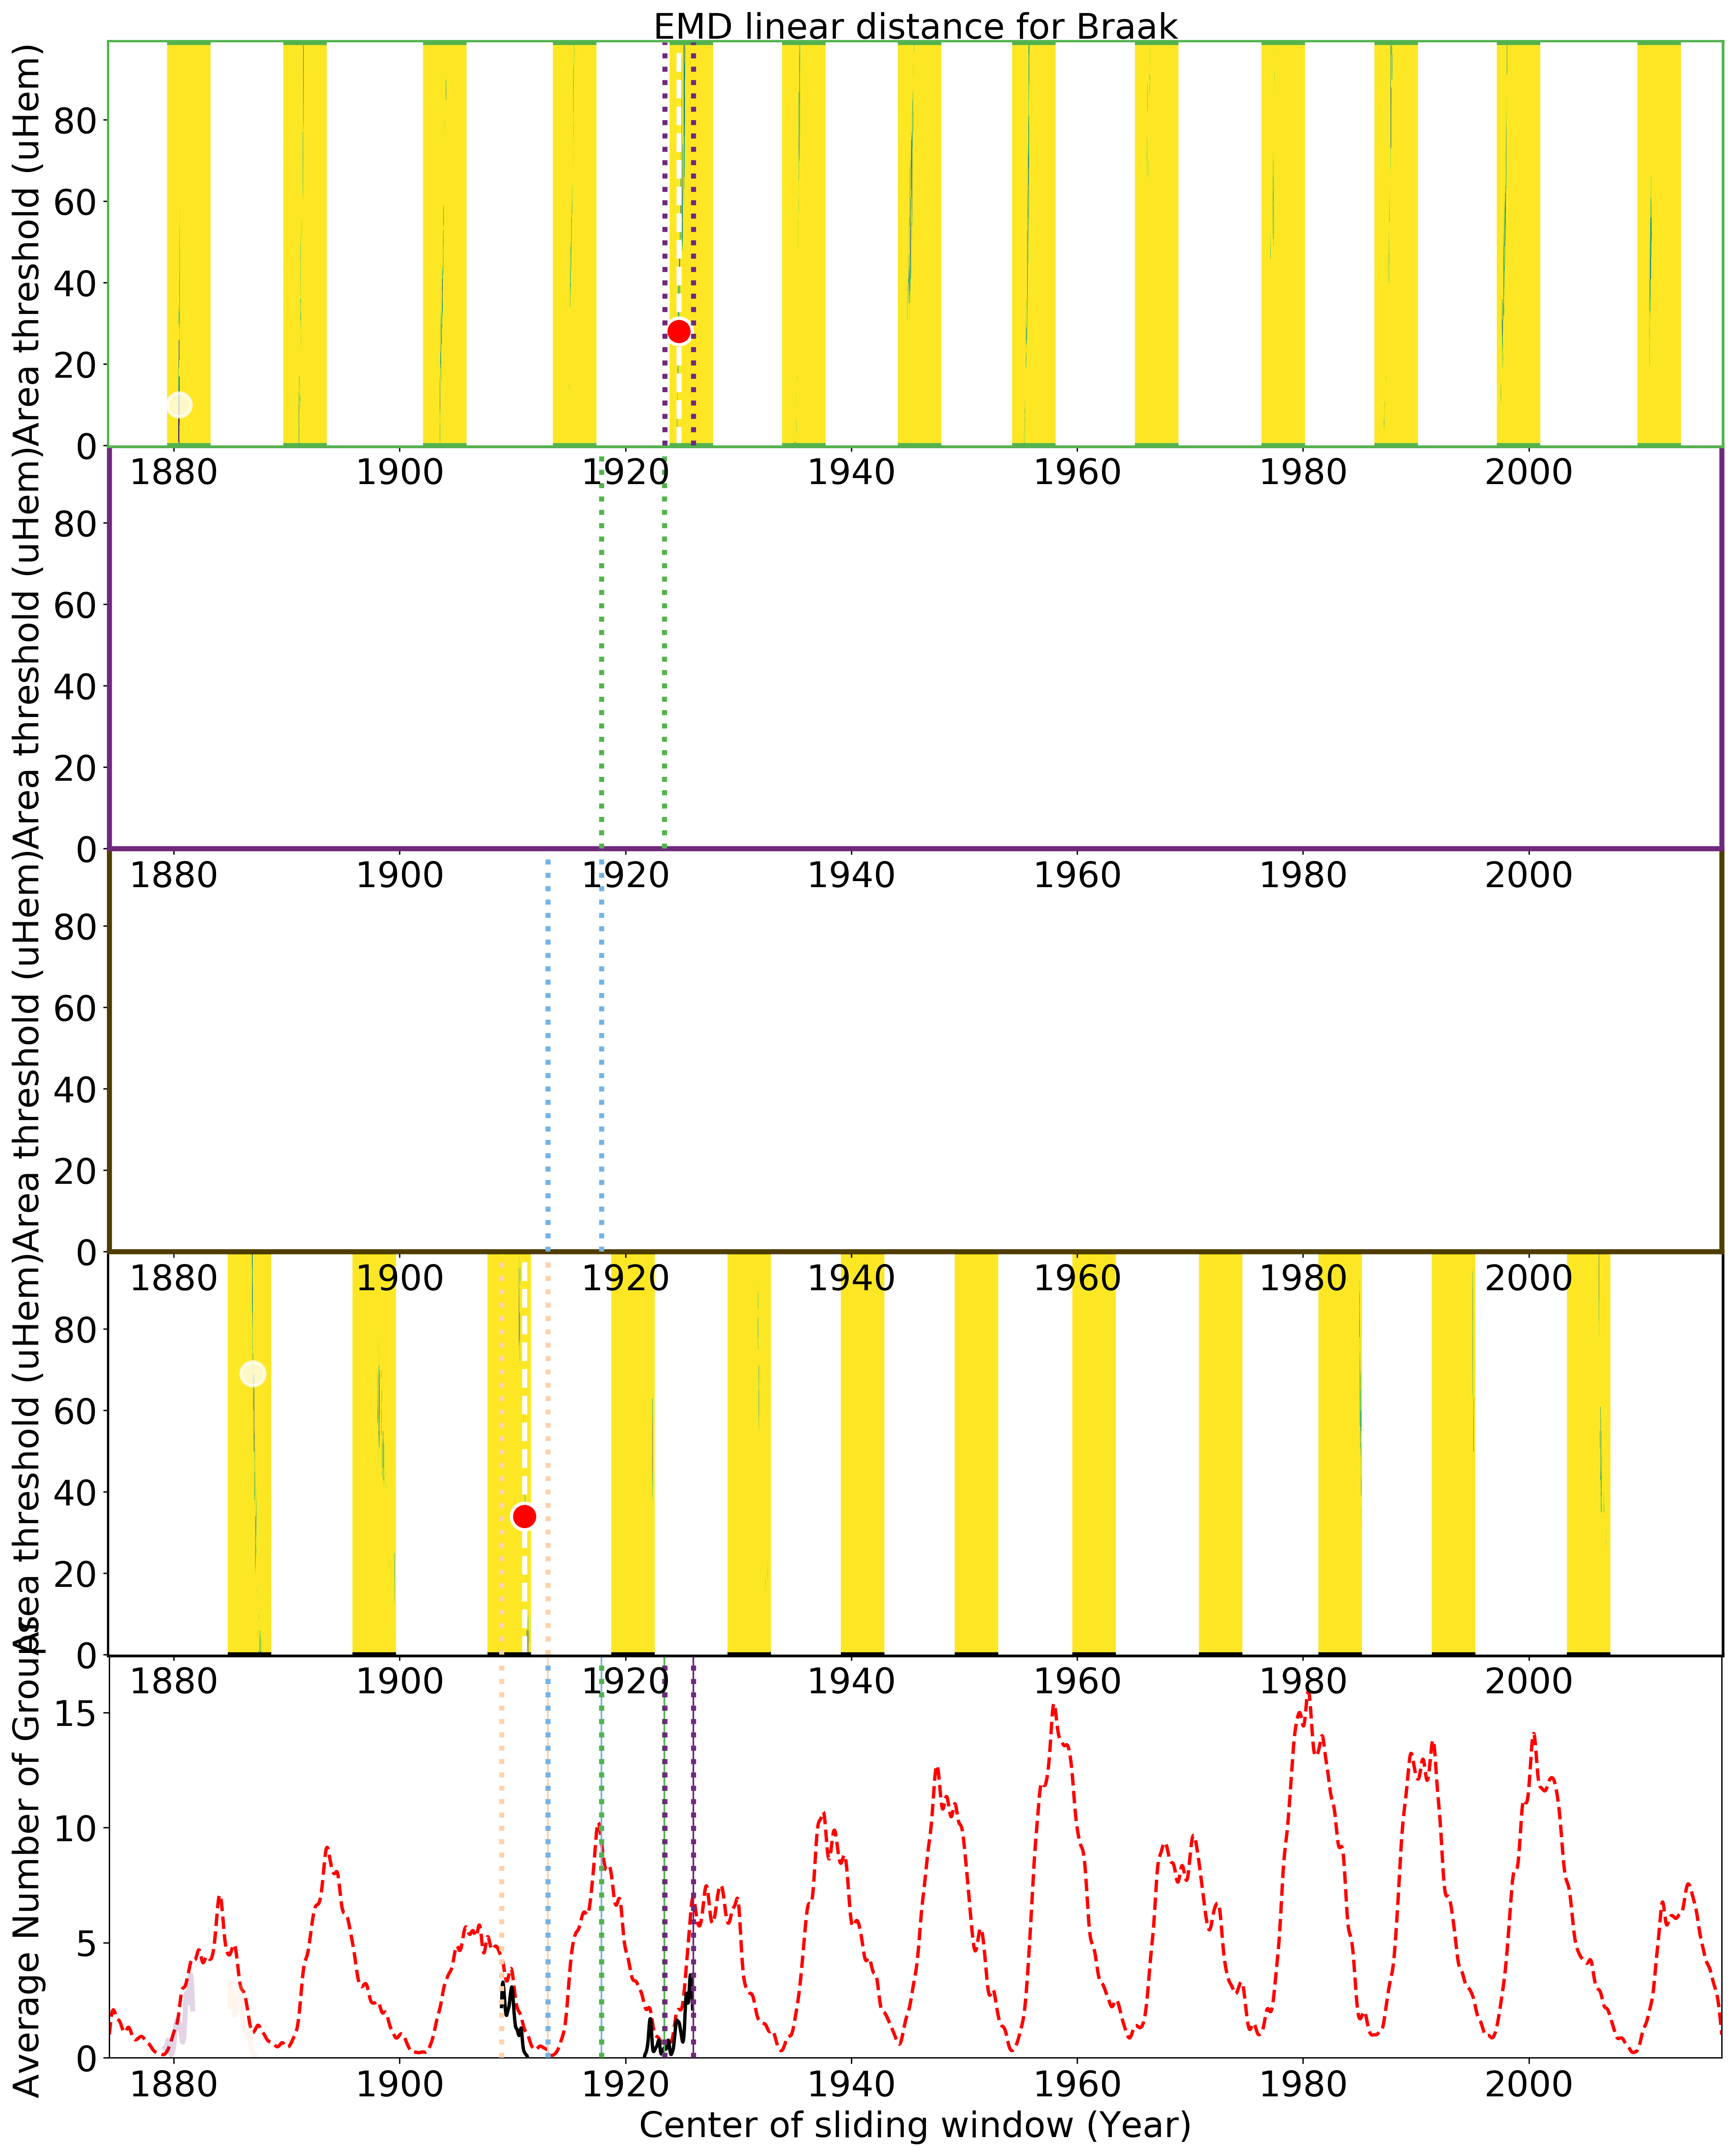 EMD linear distance for Braak
Area threshold (uHem)
80
60
40
20
0
1880 1900 1920 1940 1960 1980 2000
Area threshold (uHem)
80
60
40
20
0
1880 1900 1920 1940 1960 1980 2000
Area threshold (uHem)
80
60
40
20
0
1880 1900 1920 1940 1960 1980 2000
Area threshold (uHem)
80
60
40
20
0
1880 1900 1920 1940 1960 1980 2000
Average Number of Groups
15
10
5
0
1880 1900 1920 1940 1960 1980 2000
Center of sliding window (Year)